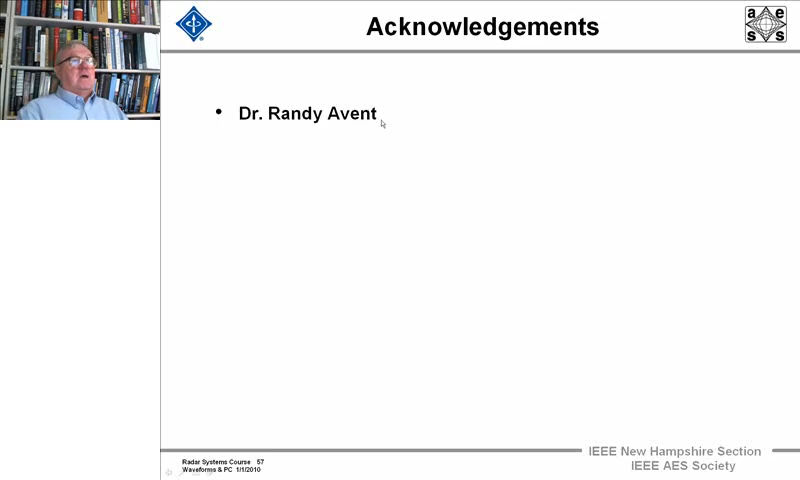 Acknowledgements
a e
s s
• Dr. Randy Avent
Radar Systems Course 57
Waveforms & PC 1/1/2010
IEEE New Hampshire Section
IEEE AES Society